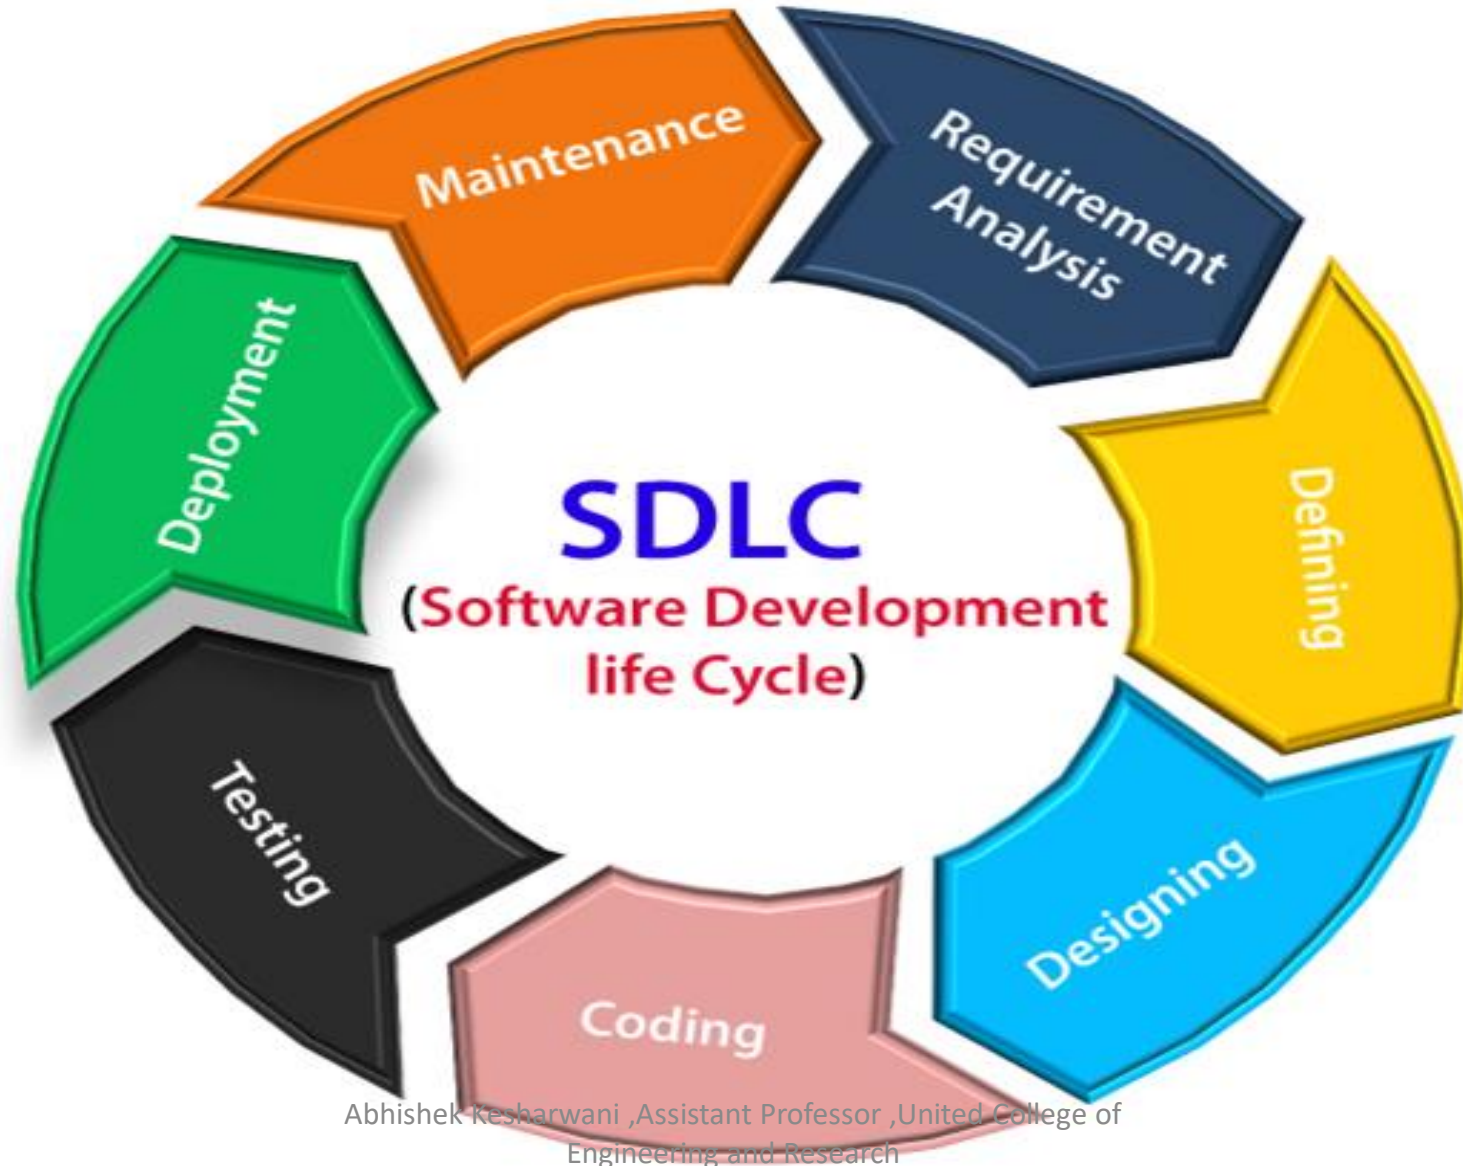 Maintenance
Requirement
Analysis
Defining
Designing
Coding
Testing
Deployment
SDLC
(Software Development
life Cycle)
Abhishek Kesharwani ,Assistant Professor ,United College of
Engineering and Research